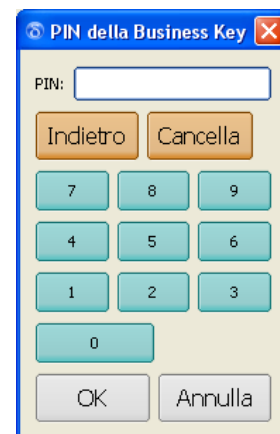 PIN della Business Key
PIN:
Indietro Cancella
7 8 9
4 5 6
1 2 3
0
OK Annulla